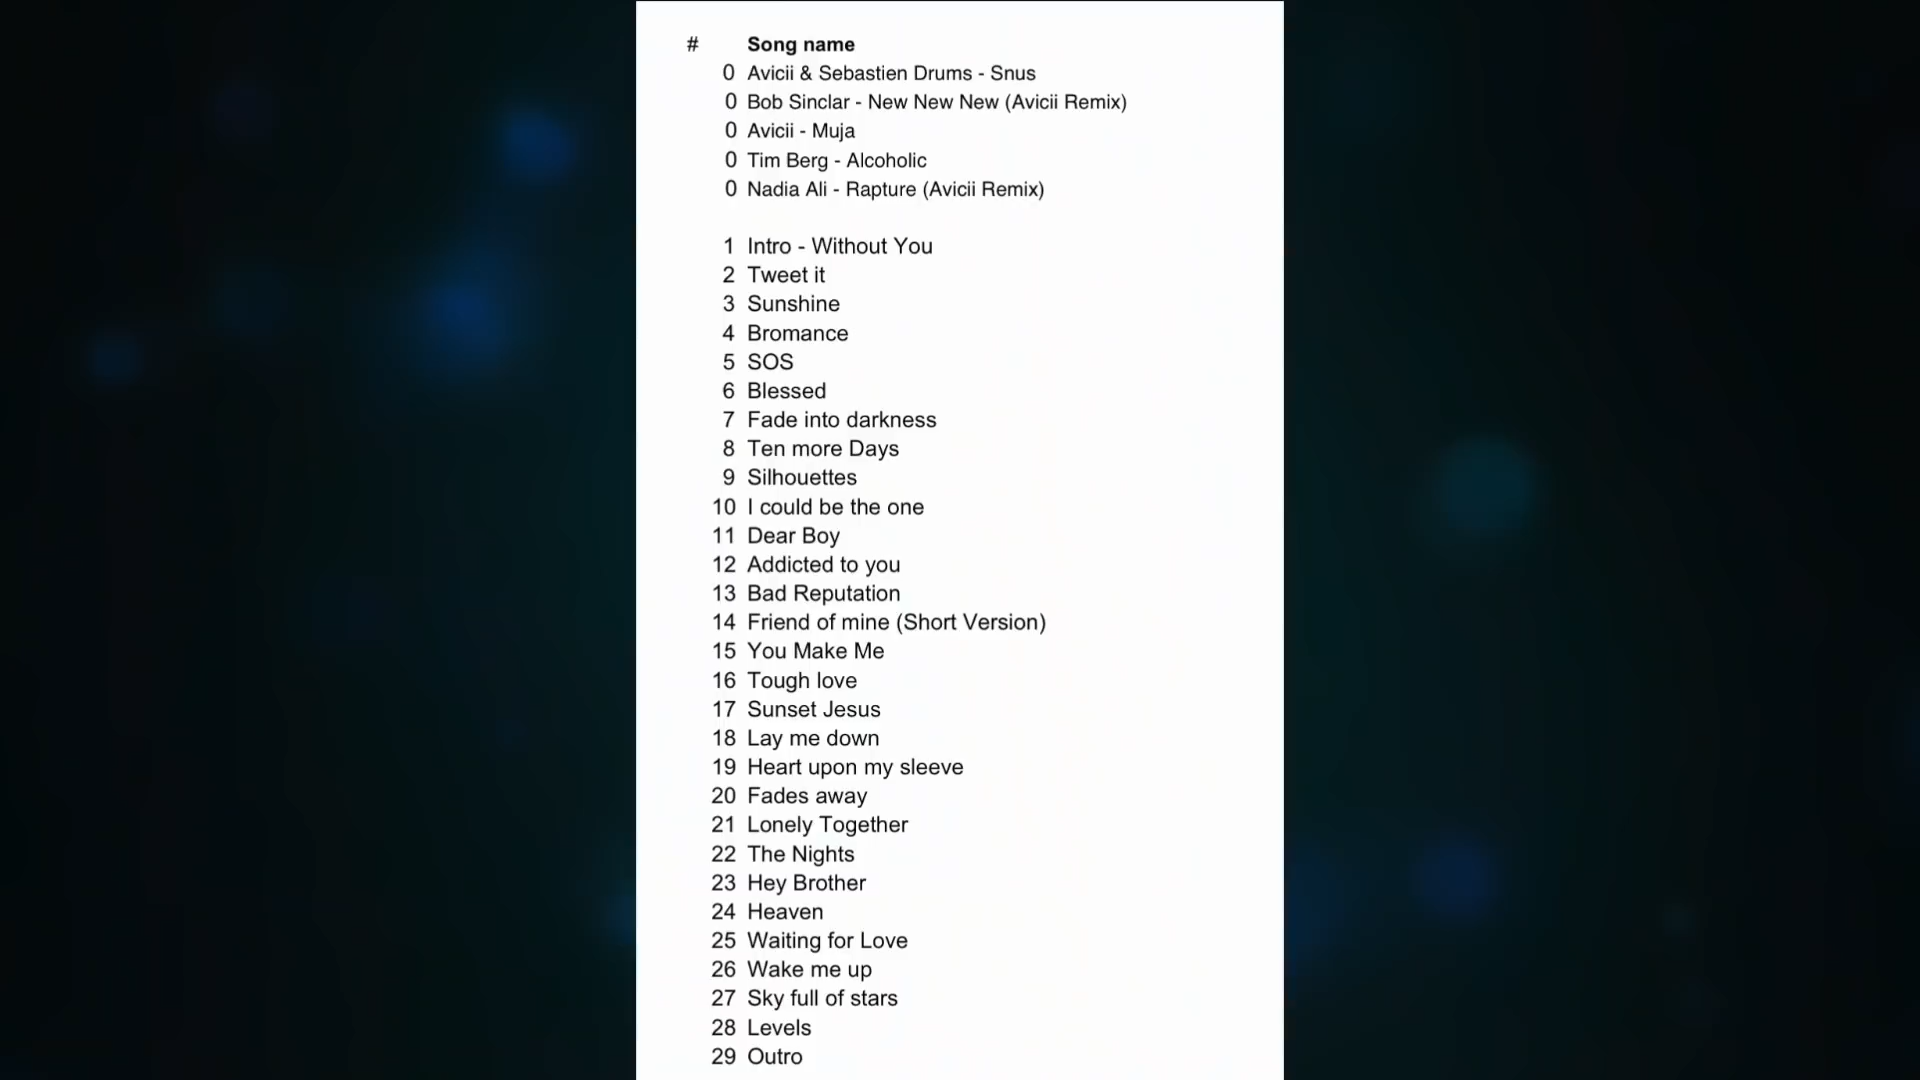 # Song name
0 Avicii & Sebastien Drums - Snus
0 Bob Sinclar - New New New (Avicii Remix)
0 Avicii - Muja
0 Tim Berg - Alcoholic
0 Nadia Ali - Rapture (Avicii Remix)
1 Intro - Without You
2 Tweet it
3 Sunshine
4 Bromance
5 SOS
6 Blessed
7 Fade into darkness
8 Ten more Days
9 Silhouettes
10 I could be the one
11 Dear Boy
12 Addicted to you
13 Bad Reputation
14 Friend of mine (Short Version)
15 You Make Me
16 Tough love
17 Sunset Jesus
18 Lay me down
19 Heart upon my sleeve
20 Fades away
21 Lonely Together
22 The Nights
23 Hey Brother
24 Heaven
25 Waiting for Love
26 Wake me up
27 Sky full of stars
28 Levels
29 Outro